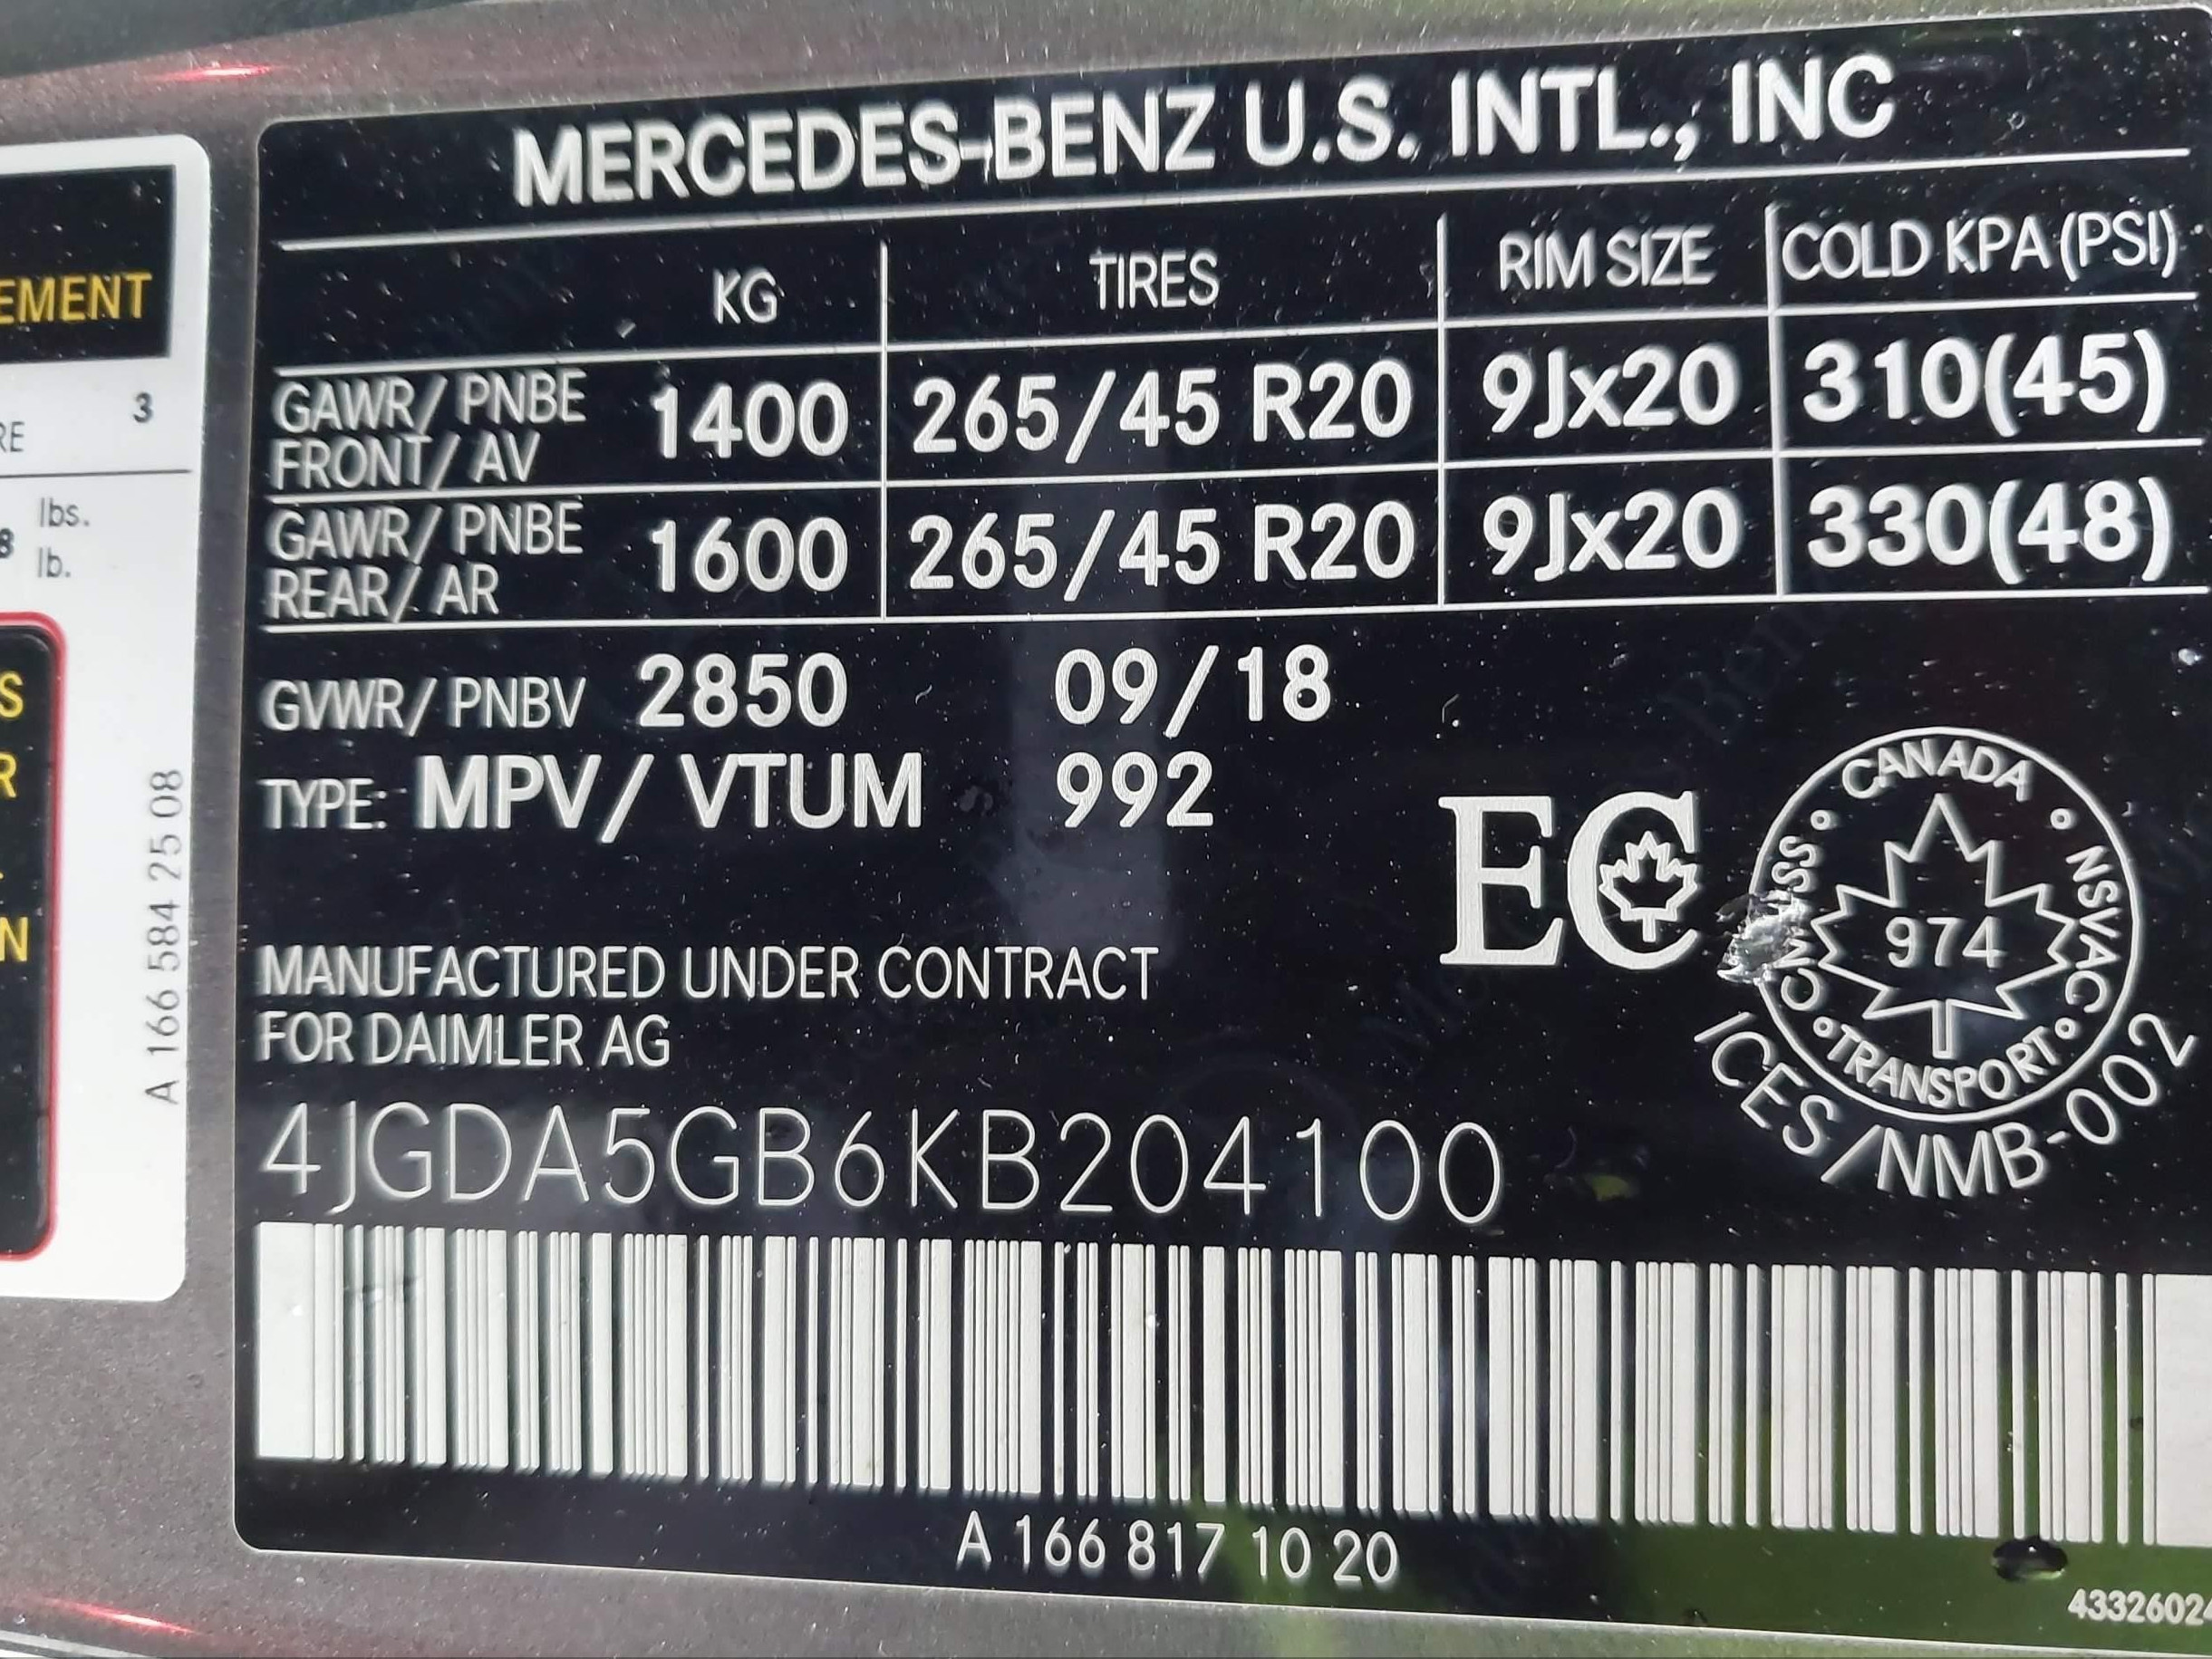 MERCEDES-BENZ U.S. INTL., INC
KG TIRES RIM SIZE COLD KPA (PSI)
GAWR/ PNBE
FRONT/ AV 1400 265/45 R20 9Jx20 310(45)
GAWR/ PNBE
REAR/ AR 1600 265/45 R20 9Jx20 330(48)
GVWR/ PNBV 2850 09/18
TYPE: MPV/ VTUM 992
EC
CANADA
NSVAC
TRANSPORT
CMVSS
974
ICES/NMB-002
MANUFACTURED UNDER CONTRACT
FOR DAIMLER AG
4JGDA5GB6KB204100
A 166 817 10 20
A 166 584 25 08
3
lbs.
lb.